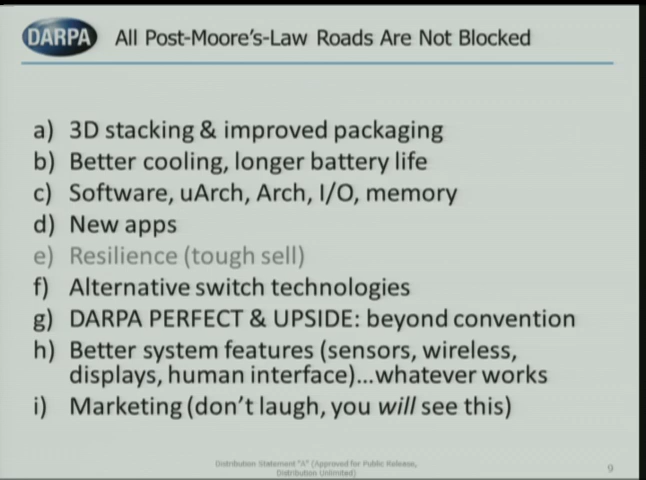 DARPA
All Post-Moore's-Law Roads Are Not Blocked
a) 3D stacking & improved packaging
b) Better cooling, longer battery life
c) Software, uArch, Arch, I/O, memory
d) New apps
e) Resilience (tough sell)
f) Alternative switch technologies
g) DARPA PERFECT & UPSIDE: beyond convention
h) Better system features (sensors, wireless,
displays, human interface)...whatever works
i) Marketing (don't laugh, you will see this)
Distribution Statement "A" (Approved for Public Release,
Distribution Unlimited)
9